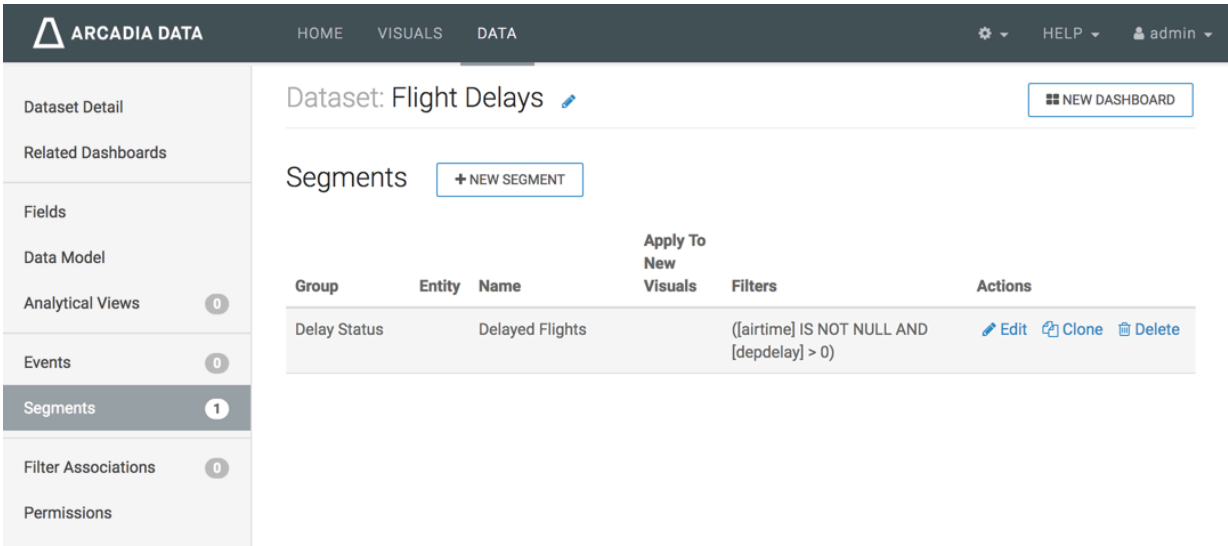 ARCADIA DATA HOME VISUALS DATA HELP admin
Dataset Detail
Related Dashboards
Fields
Data Model
Analytical Views 0
Events 0
Segments 1
Filter Associations 0
Permissions
Dataset: Flight Delays NEW DASHBOARD
Segments + NEW SEGMENT
Group Entity Name Apply To New Visuals Filters Actions
Delay Status Delayed Flights ([airtime] IS NOT NULL AND
[depdelay] > 0) Edit Clone Delete